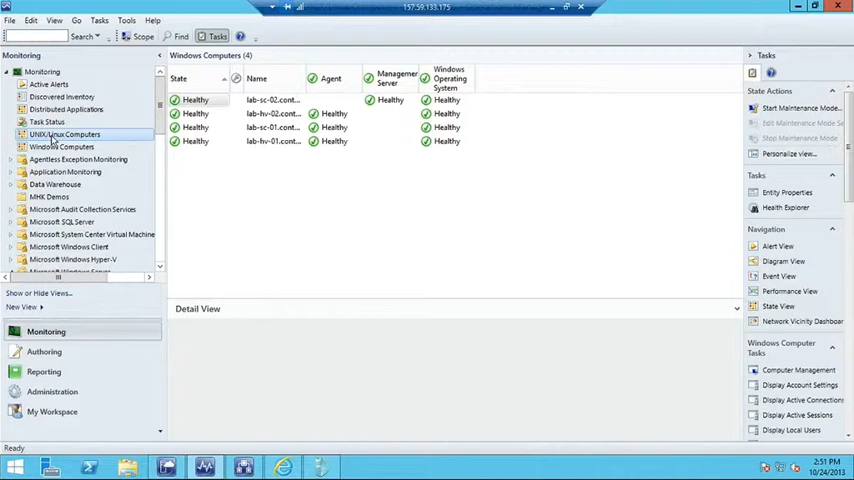 157.59.133.175
File Edit View Go Tasks Tools Help
Search Scope Find Tasks
Monitoring
Monitoring
Active Alerts
Discovered Inventory
Distributed Applications
Task Status
UNIX/Linux Computers
Windows Computers
Agentless Exception Monitoring
Application Monitoring
Data Warehouse
MHK Demos
Microsoft Audit Collection Services
Microsoft SQL Server
Microsoft System Center Virtual Machine
Microsoft Windows Client
Microsoft Windows Hyper-V
Microsoft Windows Server
Show or Hide Views...
New View
Monitoring
Authoring
Reporting
Administration
My Workspace
Ready
Windows Computers (4)
State Name Agent Managemer Server Windows Operating System
Healthy lab-sc-02.cont... Healthy Healthy
Healthy lab-hv-02.cont... Healthy Healthy
Healthy lab-sc-01.cont... Healthy Healthy
Healthy lab-hv-01.cont... Healthy Healthy
Detail View
Tasks
State Actions
Start Maintenance Mode...
Edit Maintenance Mode Se
Stop Maintenance Mode...
Personalize view...
Tasks
Entity Properties
Health Explorer
Navigation
Alert View
Diagram View
Event View
Performance View
State View
Network Vicinity Dashboar
Windows Computer
Tasks
Computer Management
Display Account Settings
Display Active Connections
Display Active Sessions
Display Local Users
2:51 PM
10/24/2013